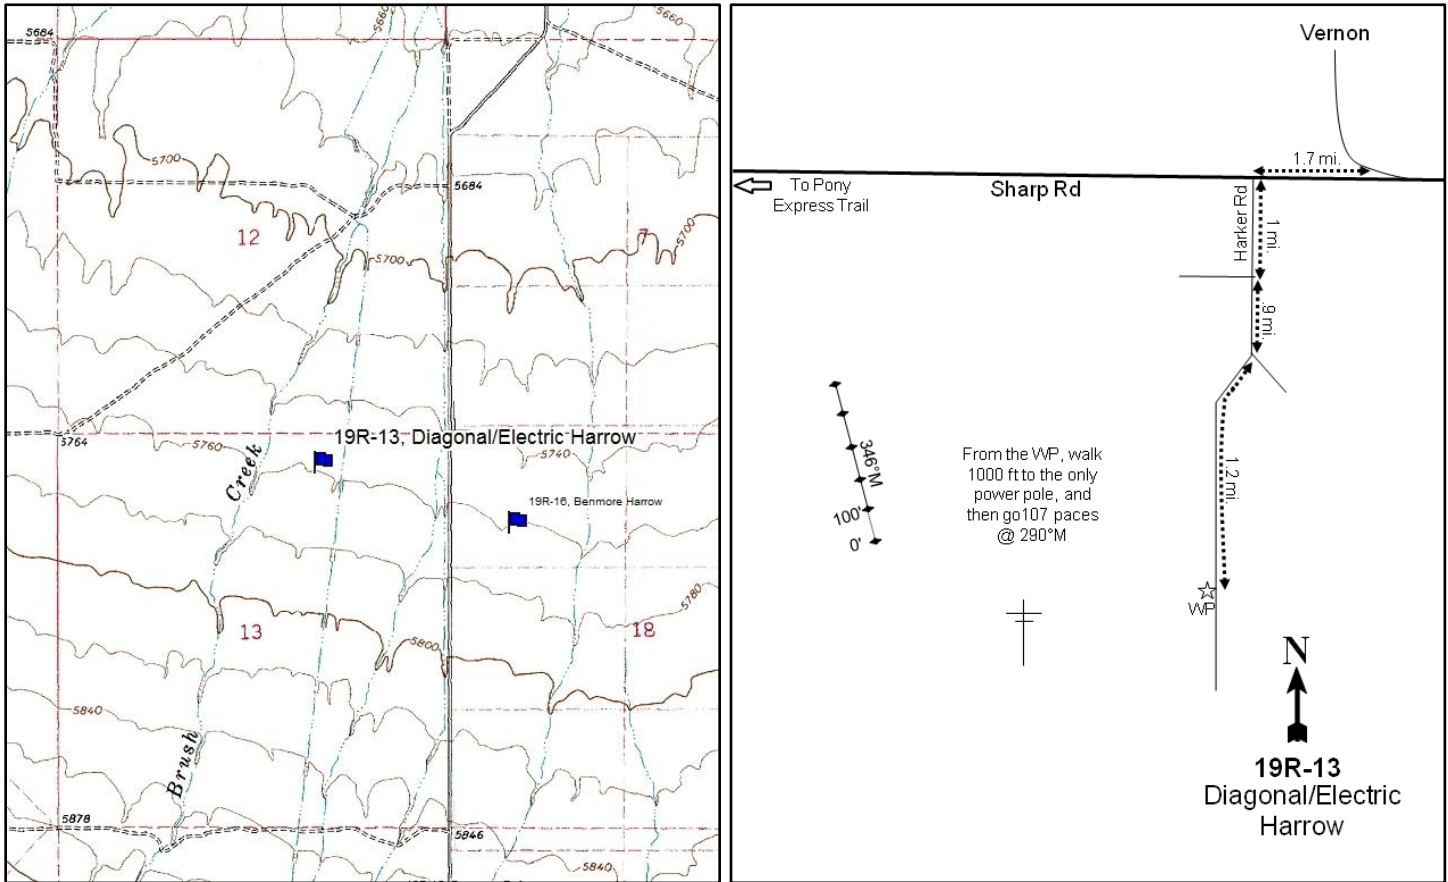 5684
5660
5660
5700
5684
12
7
5700
5700
5764
5760
19R-13, Diagonal/Electric Harrow
5740
Creek
19R-16, Benmore Harrow
5780
13
18
5800
5840
Brush
5878
5846
5840
Vernon
1.7 mi.
To Pony
Express Trail
Sharp Rd
Harker Rd
1 mi.
.9 mi.
346°M
100'
0'
From the WP, walk
1000 ft to the only
power pole, and
then go107 paces
@ 290°M
1.2 mi.
WP
N
19R-13
Diagonal/Electric
Harrow